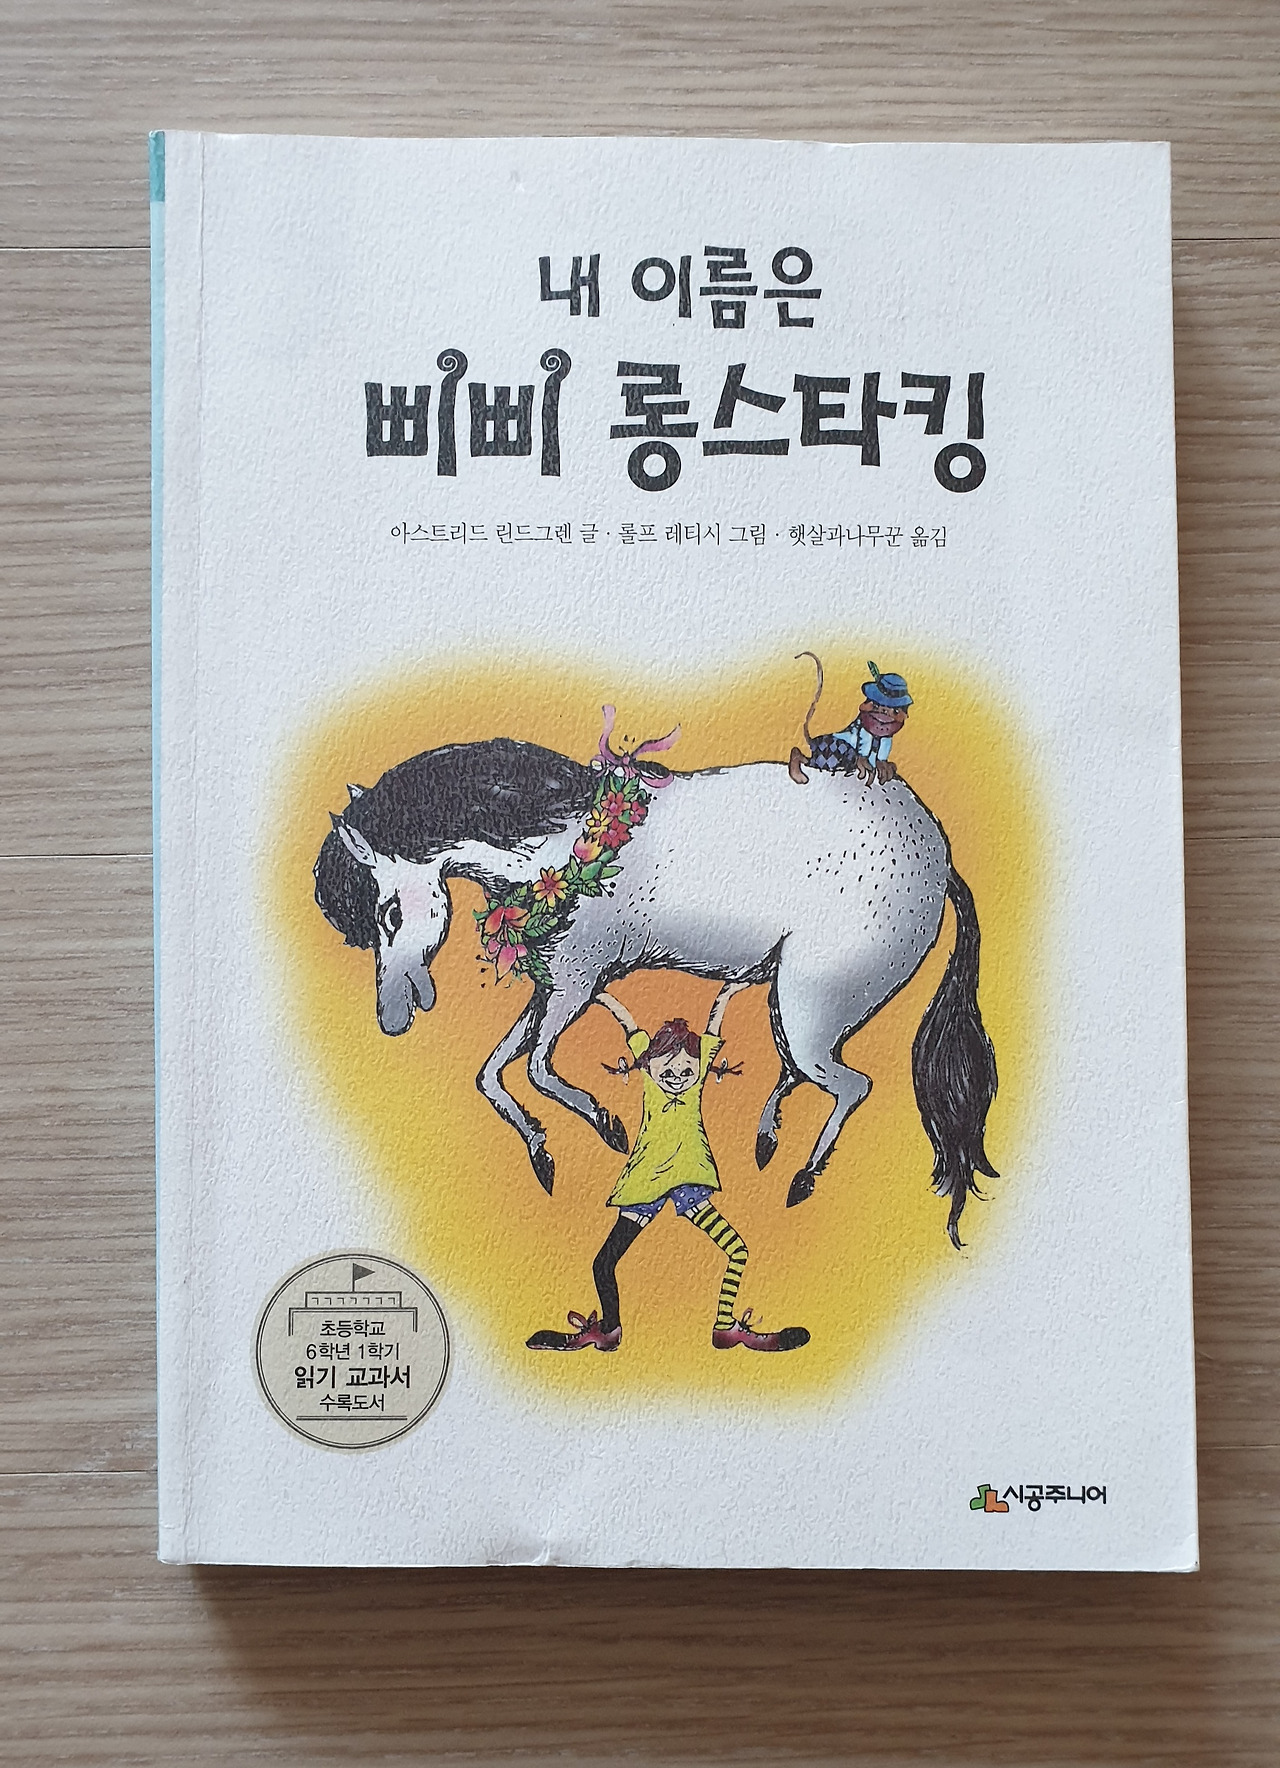 내 이름은
삐삐 롱스타킹
아스트리드 린드그렌 글 · 롤프 레티시 그림 · 햇살과나무꾼 옮김
초등학교
6학년 1학기
읽기 교과서
수록도서
시공주니어